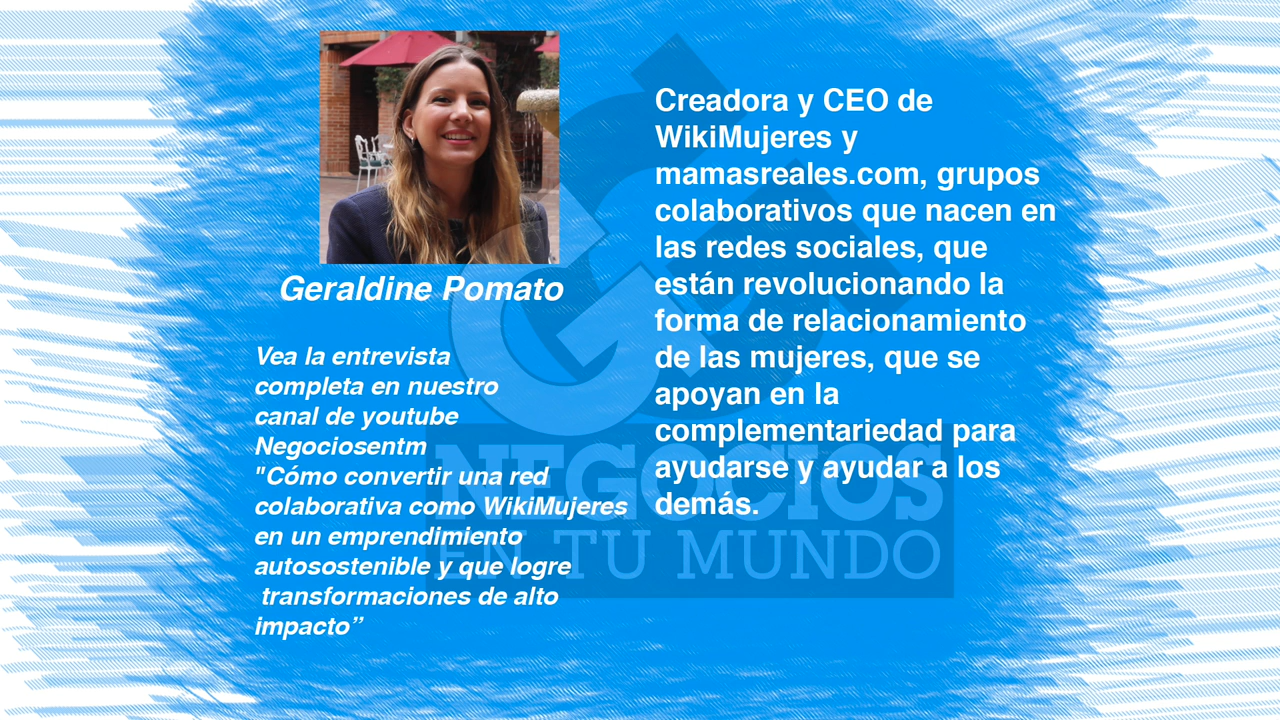 Geraldine Pomato
Vea la entrevista
completa en nuestro
canal de youtube
Negociosentm
"Cómo convertir una red
colaborativa como WikiMujeres
en un emprendimiento
autosostenible y que logre
transformaciones de alto
impacto”
Creadora y CEO de
WikiMujeres y
mamasreales.com, grupos
colaborativos que nacen en
las redes sociales, que
están revolucionando la
forma de relacionamiento
de las mujeres, que se
apoyan en la
complementariedad para
ayudarse y ayudar a los
demás.
NEGOCIOS
EN TU MUNDO